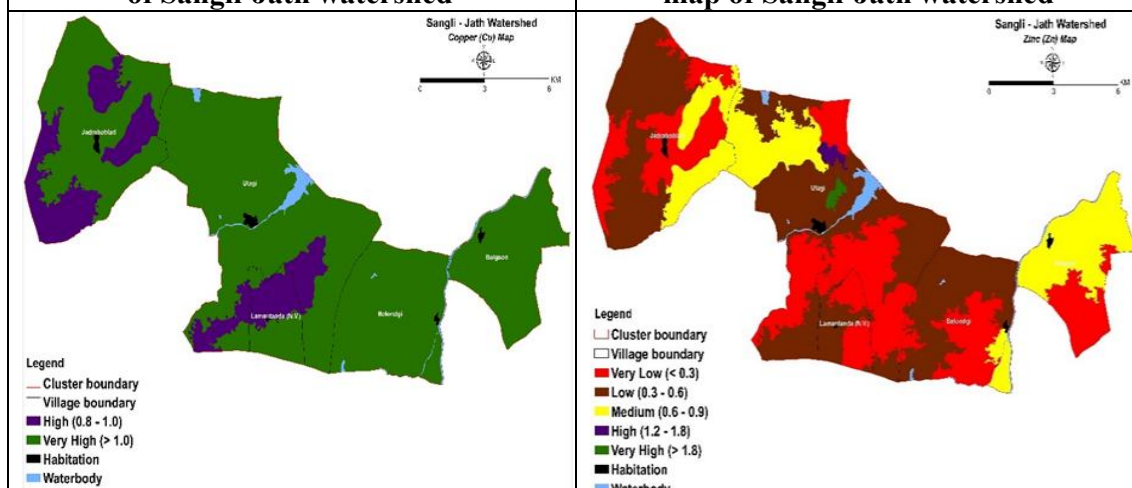 of Sangli-Jath watershed
map of Sangli-Jath watershed
Sangli - Jath Watershed
Copper (Cu) Map
KM
0 3 6
Utagi
Lamantanda (N.V)
Legend
Cluster boundary
Village boundary
High (0.8 - 1.0)
Very High (> 1.0)
Habitation
Waterbody
Sangli - Jath Watershed
Zinc (Zn) Map
KM
0 3 6
Utagi
Lamantanda (N.V)
Legend
Cluster boundary
Village boundary
Very Low (< 0.3)
Low (0.3 - 0.6)
Medium (0.6 - 0.9)
High (1.2 - 1.8)
Very High (> 1.8)
Habitation
Waterbody